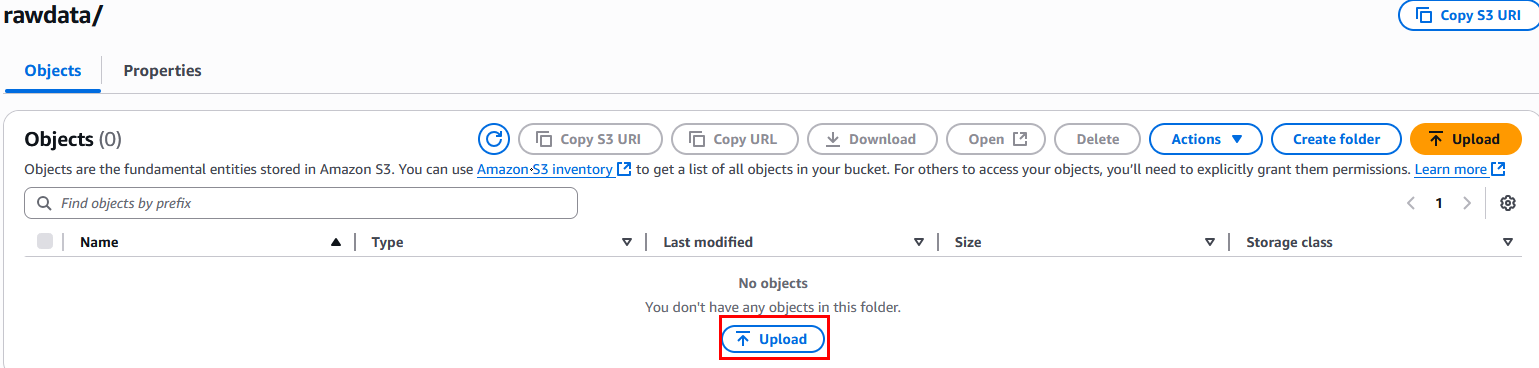 rawdata/
Copy S3 URI
Objects
Properties
Objects (0)
Copy S3 URI
Copy URL
Download
Open
Delete
Actions
Create folder
Upload
Objects are the fundamental entities stored in Amazon S3. You can use Amazon S3 inventory to get a list of all objects in your bucket. For others to access your objects, you'll need to explicitly grant them permissions. Learn more
Find objects by prefix
1
Name
Type
Last modified
Size
Storage class
No objects
You don't have any objects in this folder.
Upload